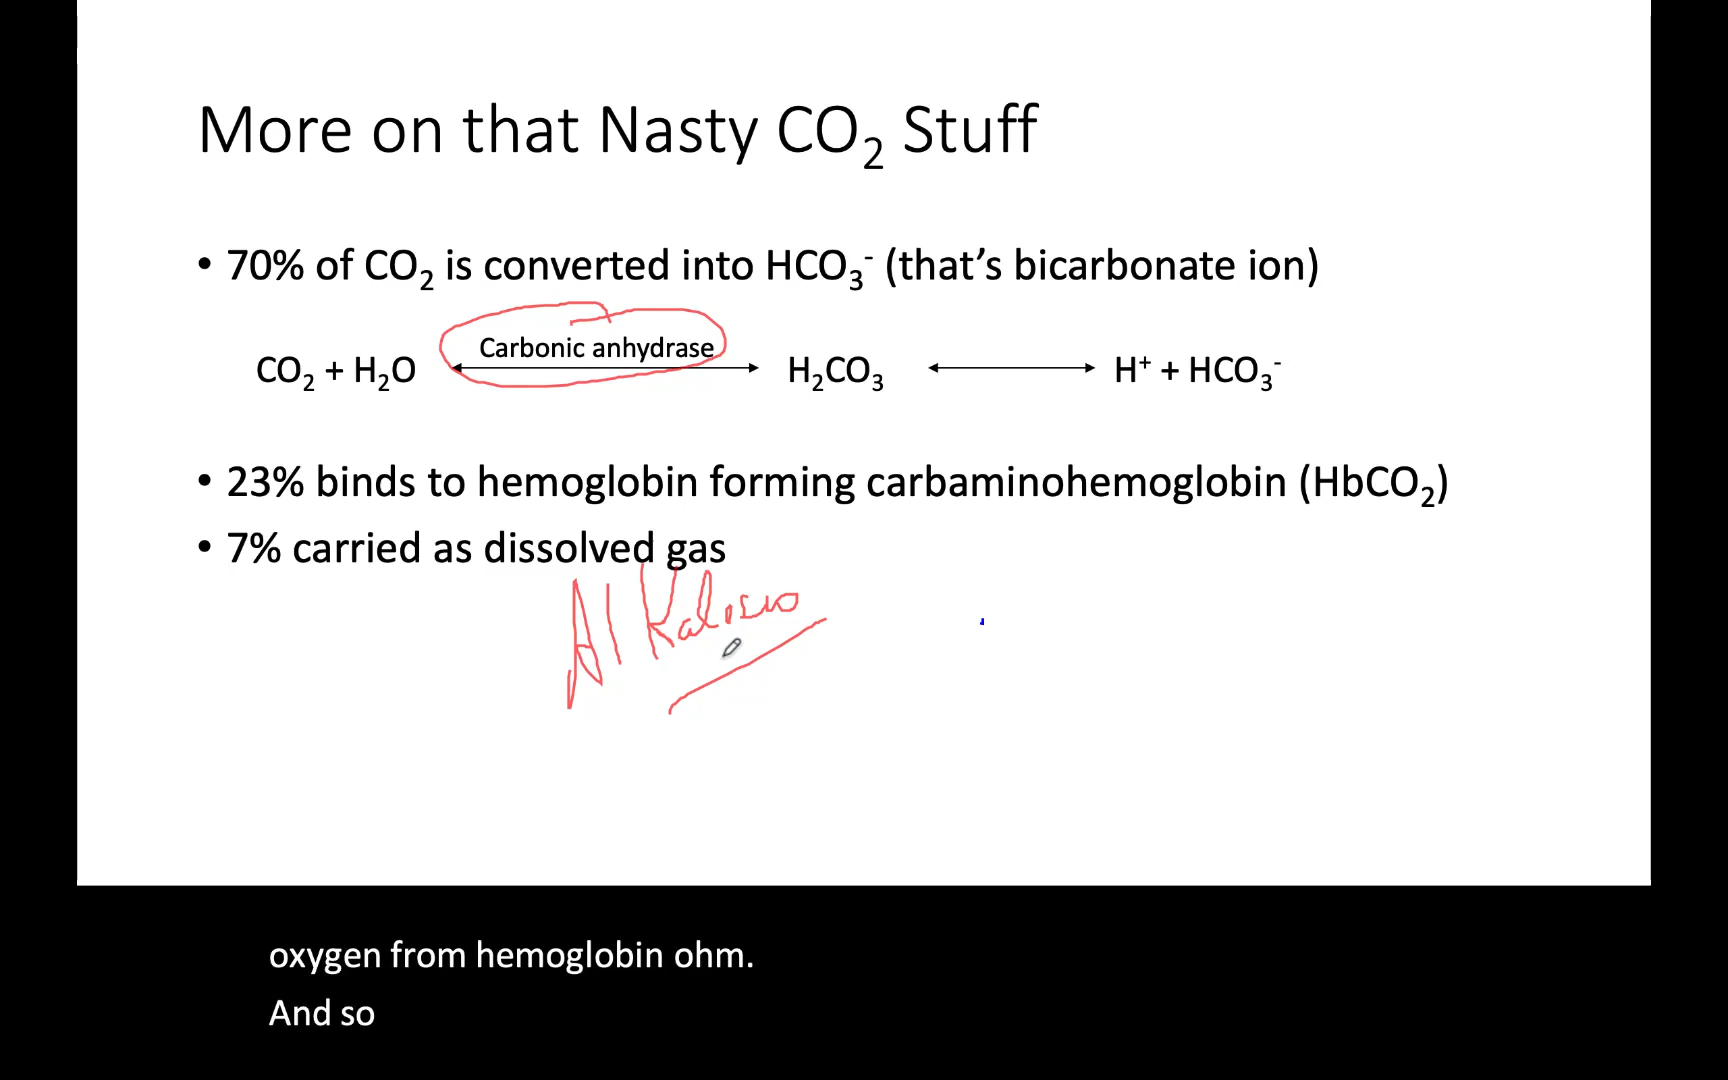 More on that Nasty CO₂ Stuff
• 70% of CO₂ is converted into HCO₃⁻ (that’s bicarbonate ion)
Carbonic anhydrase
CO₂ + H₂O H₂CO₃ H⁺ + HCO₃⁻
• 23% binds to hemoglobin forming carbaminohemoglobin (HbCO₂)
• 7% carried as dissolved gas
oxygen from hemoglobin ohm.
And so